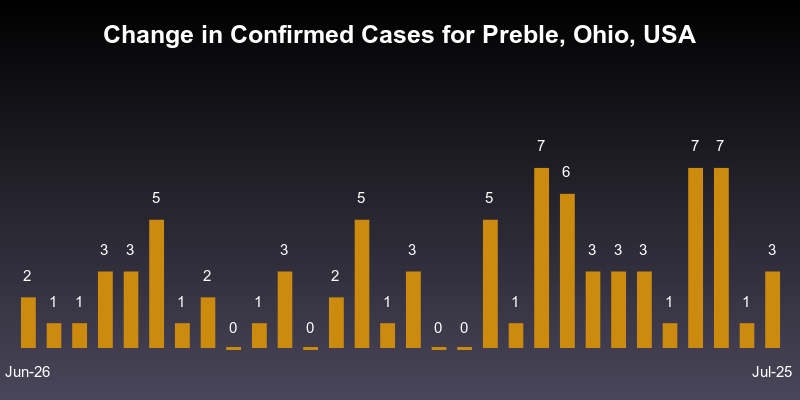 Change in Confirmed Cases for Preble, Ohio, USA
2 1 1 3 3 5 1 2 0 1 3 0 2 5 1 3 0 0 5 1 7 6 3 3 3 1 7 7 1 3
Jun-26 Jul-25